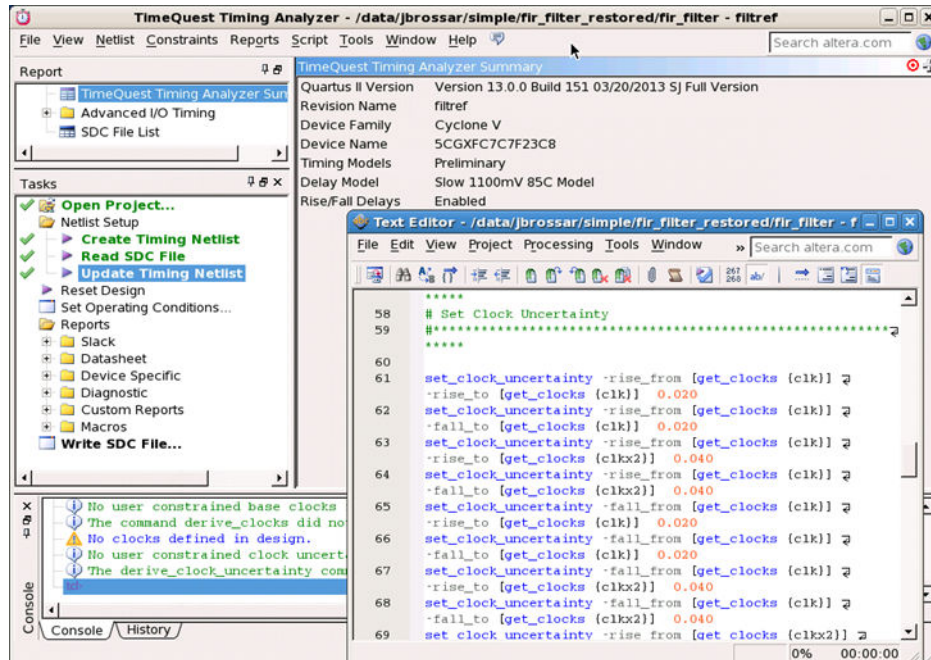 TimeQuest Timing Analyzer - /data/jbrossar/simple/fir_filter_restored/fir_filter - filtref
File View Netlist Constraints Reports Script Tools Window Help
Search altera.com
Report
TimeQuest Timing Analyzer Sun
Advanced I/O Timing
SDC File List
TimeQuest Timing Analyzer Summary
Quartus II Version Version 13.0.0 Build 151 03/20/2013 SJ Full Version
Revision Name filtref
Device Family Cyclone V
Device Name 5CGXFC7C7F23C8
Timing Models Preliminary
Delay Model Slow 1100mV 85C Model
Rise/Fall Delays Enabled
Tasks
Open Project...
Netlist Setup
Create Timing Netlist
Read SDC File
Update Timing Netlist
Reset Design
Set Operating Conditions...
Reports
Slack
Datasheet
Device Specific
Diagnostic
Custom Reports
Macros
Write SDC File...
Text Editor - /data/jbrossar/simple/fir_filter_restored/fir_filter - f
File Edit View Project Processing Tools Window » Search altera.com
267 268 ab/
*****
58 # Set Clock Uncertainty
59 #**************************************************************
*****
60
61 set_clock_uncertainty -rise_from [get_clocks {clk}]
-rise_to [get_clocks {clk}] 0.020
62 set_clock_uncertainty -rise_from [get_clocks {clk}]
-fall_to [get_clocks {clk}] 0.020
63 set_clock_uncertainty -rise_from [get_clocks {clk}]
-rise_to [get_clocks {clkx2}] 0.040
64 set_clock_uncertainty -rise_from [get_clocks {clk}]
-fall_to [get_clocks {clkx2}] 0.040
65 set_clock_uncertainty -fall_from [get_clocks {clk}]
-rise_to [get_clocks {clk}] 0.020
66 set_clock_uncertainty -fall_from [get_clocks {clk}]
-fall_to [get_clocks {clk}] 0.020
67 set_clock_uncertainty -fall_from [get_clocks {clk}]
-rise_to [get_clocks {clkx2}] 0.040
68 set_clock_uncertainty -fall_from [get_clocks {clk}]
-fall_to [get_clocks {clkx2}] 0.040
69 set_clock_uncertainty -rise_from [get_clocks {clkx2}]
0% 00:00:00
No user constrained base clocks
The command derive_clocks did no
No clocks defined in design.
No user constrained clock uncert
The derive_clock_uncertainty com
tcl>
Console
Console History